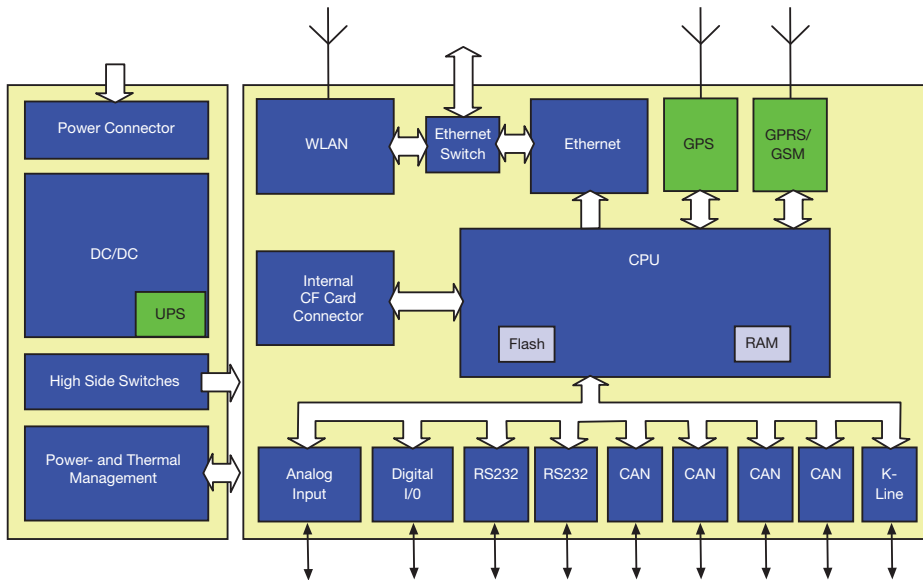 Power Connector
DC/DC
UPS
High Side Switches
Power- and Thermal
Management
WLAN
Ethernet
Switch
Ethernet
GPS
GPRS/
GSM
Internal
CF Card
Connector
CPU
Flash
RAM
Analog
Input
Digital
I/0
RS232
RS232
CAN
CAN
CAN
CAN
K-
Line